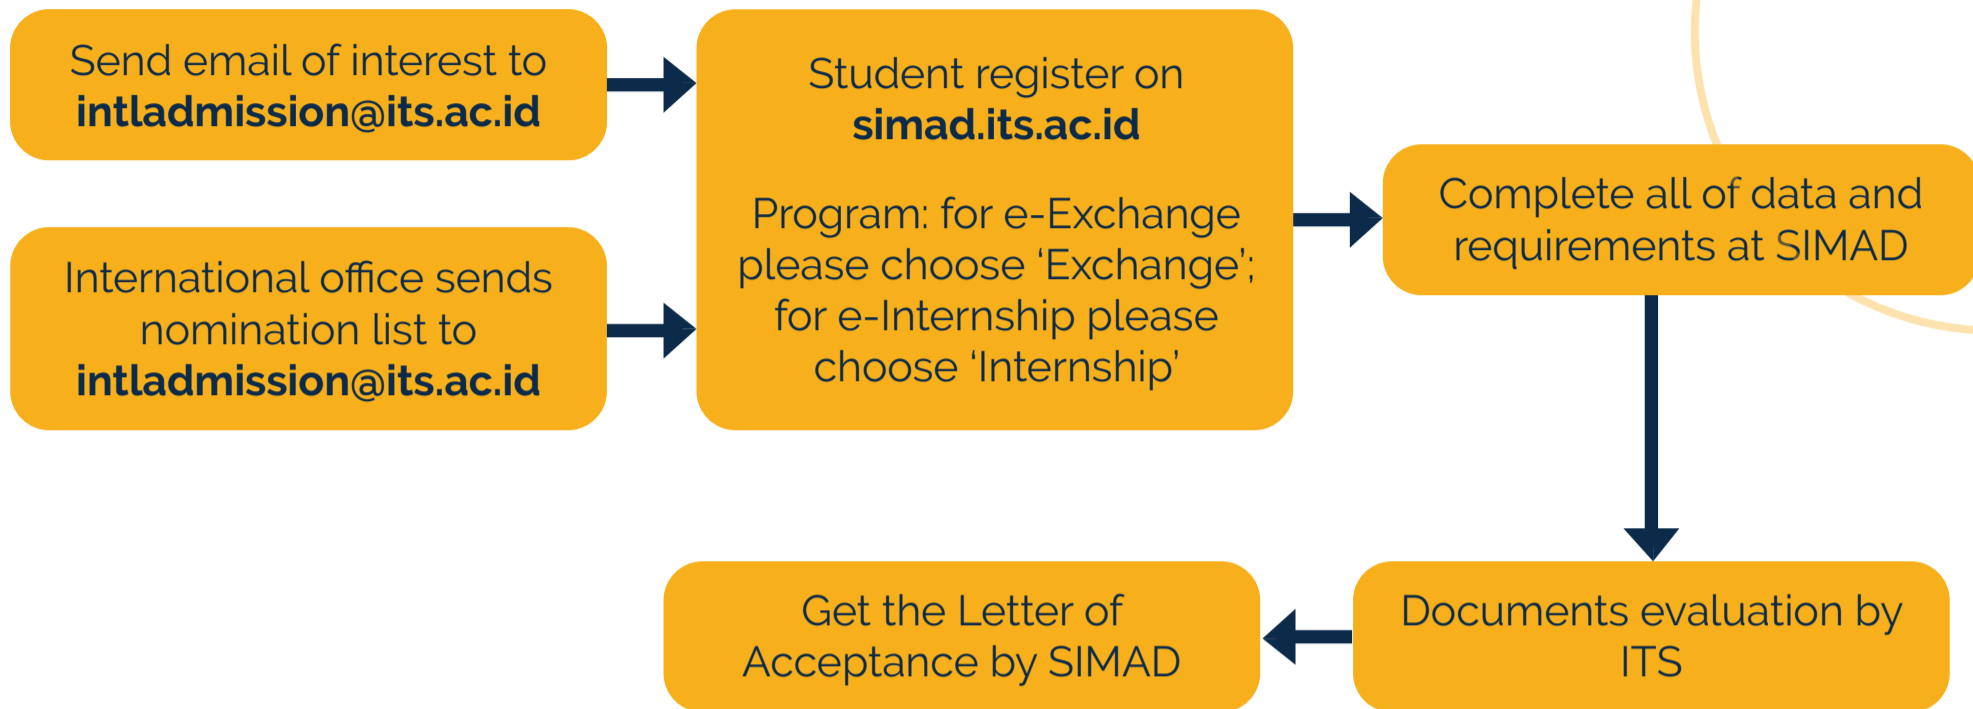 Send email of interest to
intladmission@its.ac.id
International office sends
nomination list to
intladmission@its.ac.id
Student register on
simad.its.ac.id
Program: for e-Exchange
please choose ‘Exchange’;
for e-Internship please
choose ‘Internship’
Complete all of data and
requirements at SIMAD
Documents evaluation by
ITS
Get the Letter of
Acceptance by SIMAD